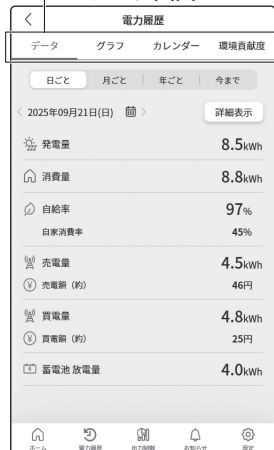 電力履歴
データ グラフ カレンダー 環境貢献度
日ごと 月ごと 年ごと 今まで
2025年09月21日(日) 詳細表示
発電量 8.5kWh
消費量 8.8kWh
自給率 97%
自家消費率 45%
売電量 4.5kWh
売電額（約） 46円
買電量 4.8kWh
買電額（約） 25円
蓄電池 放電量 4.0kWh
ホーム 電力履歴 出力制御 お知らせ 設定